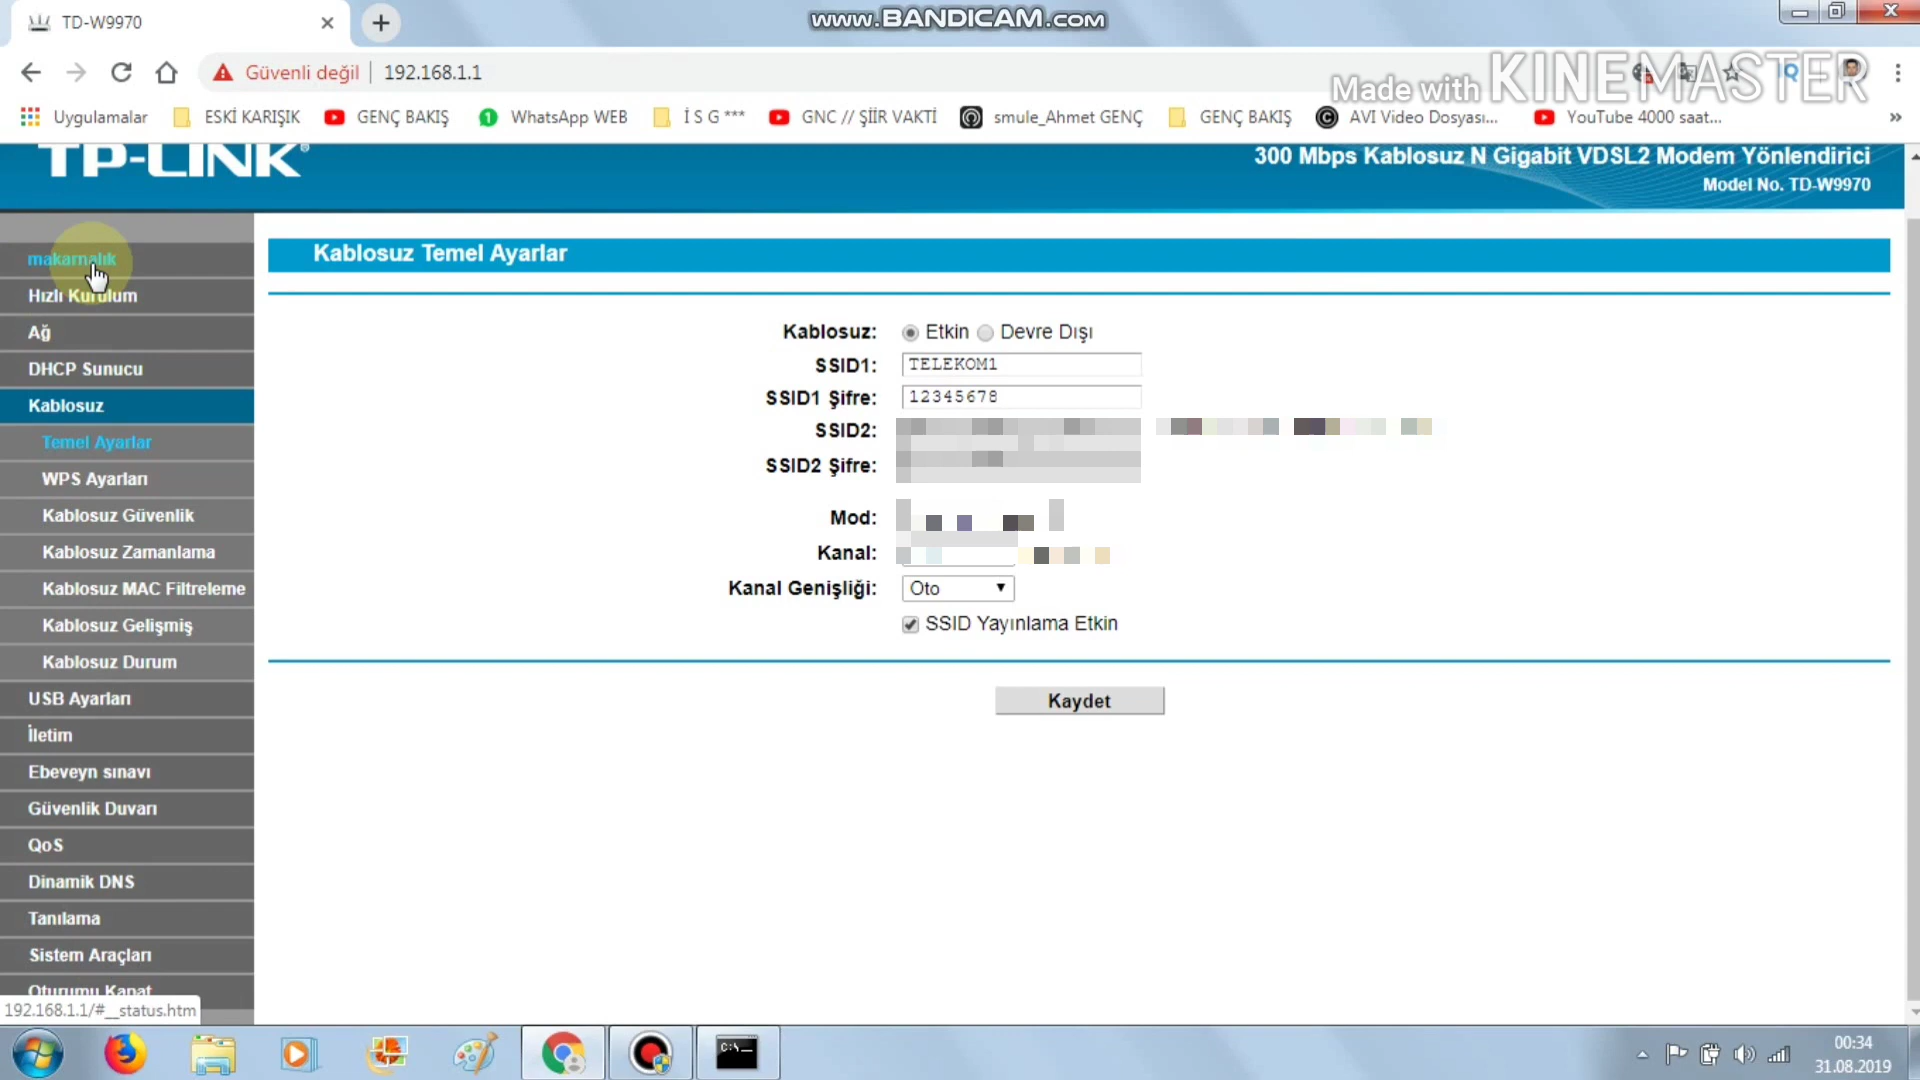 TD-W9970
www.BANDICAM.com
Güvenli değil
192.168.1.1
Made with KINEMASTER
Uygulamalar
ESKİ KARIŞIK
GENÇ BAKIŞ
WhatsApp WEB
İ S G ***
GNC // ŞİİR VAKTİ
smule_Ahmet GENÇ
GENÇ BAKIŞ
AVI Video Dosyası...
YouTube 4000 saat...
»
TP-LINK®
300 Mbps Kablosuz N Gigabit VDSL2 Modem Yönlendirici
Model No. TD-W9970
makarnalık
Hızlı Kurulum
Ağ
DHCP Sunucu
Kablosuz
Temel Ayarlar
WPS Ayarları
Kablosuz Güvenlik
Kablosuz Zamanlama
Kablosuz MAC Filtreleme
Kablosuz Gelişmiş
Kablosuz Durum
USB Ayarları
İletim
Ebeveyn sınavı
Güvenlik Duvarı
QoS
Dinamik DNS
Tanılama
Sistem Araçları
Oturumu Kapat
192.168.1.1/#__status.htm
Kablosuz Temel Ayarlar
Kablosuz: Etkin Devre Dışı
SSID1: TELEKOM1
SSID1 Şifre: 12345678
SSID2:
SSID2 Şifre:
Mod:
Kanal:
Kanal Genişliği: Oto
SSID Yayınlama Etkin
Kaydet
C:\_
00:34
31.08.2019